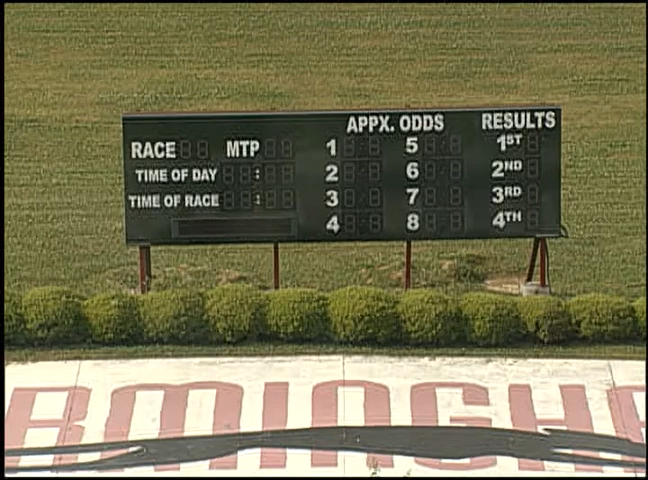 APPX. ODDS RESULTS
RACE MTP 1 5 1ST
TIME OF DAY : 2 6 2ND
TIME OF RACE : 3 7 3RD
4 8 4TH
RMINGH